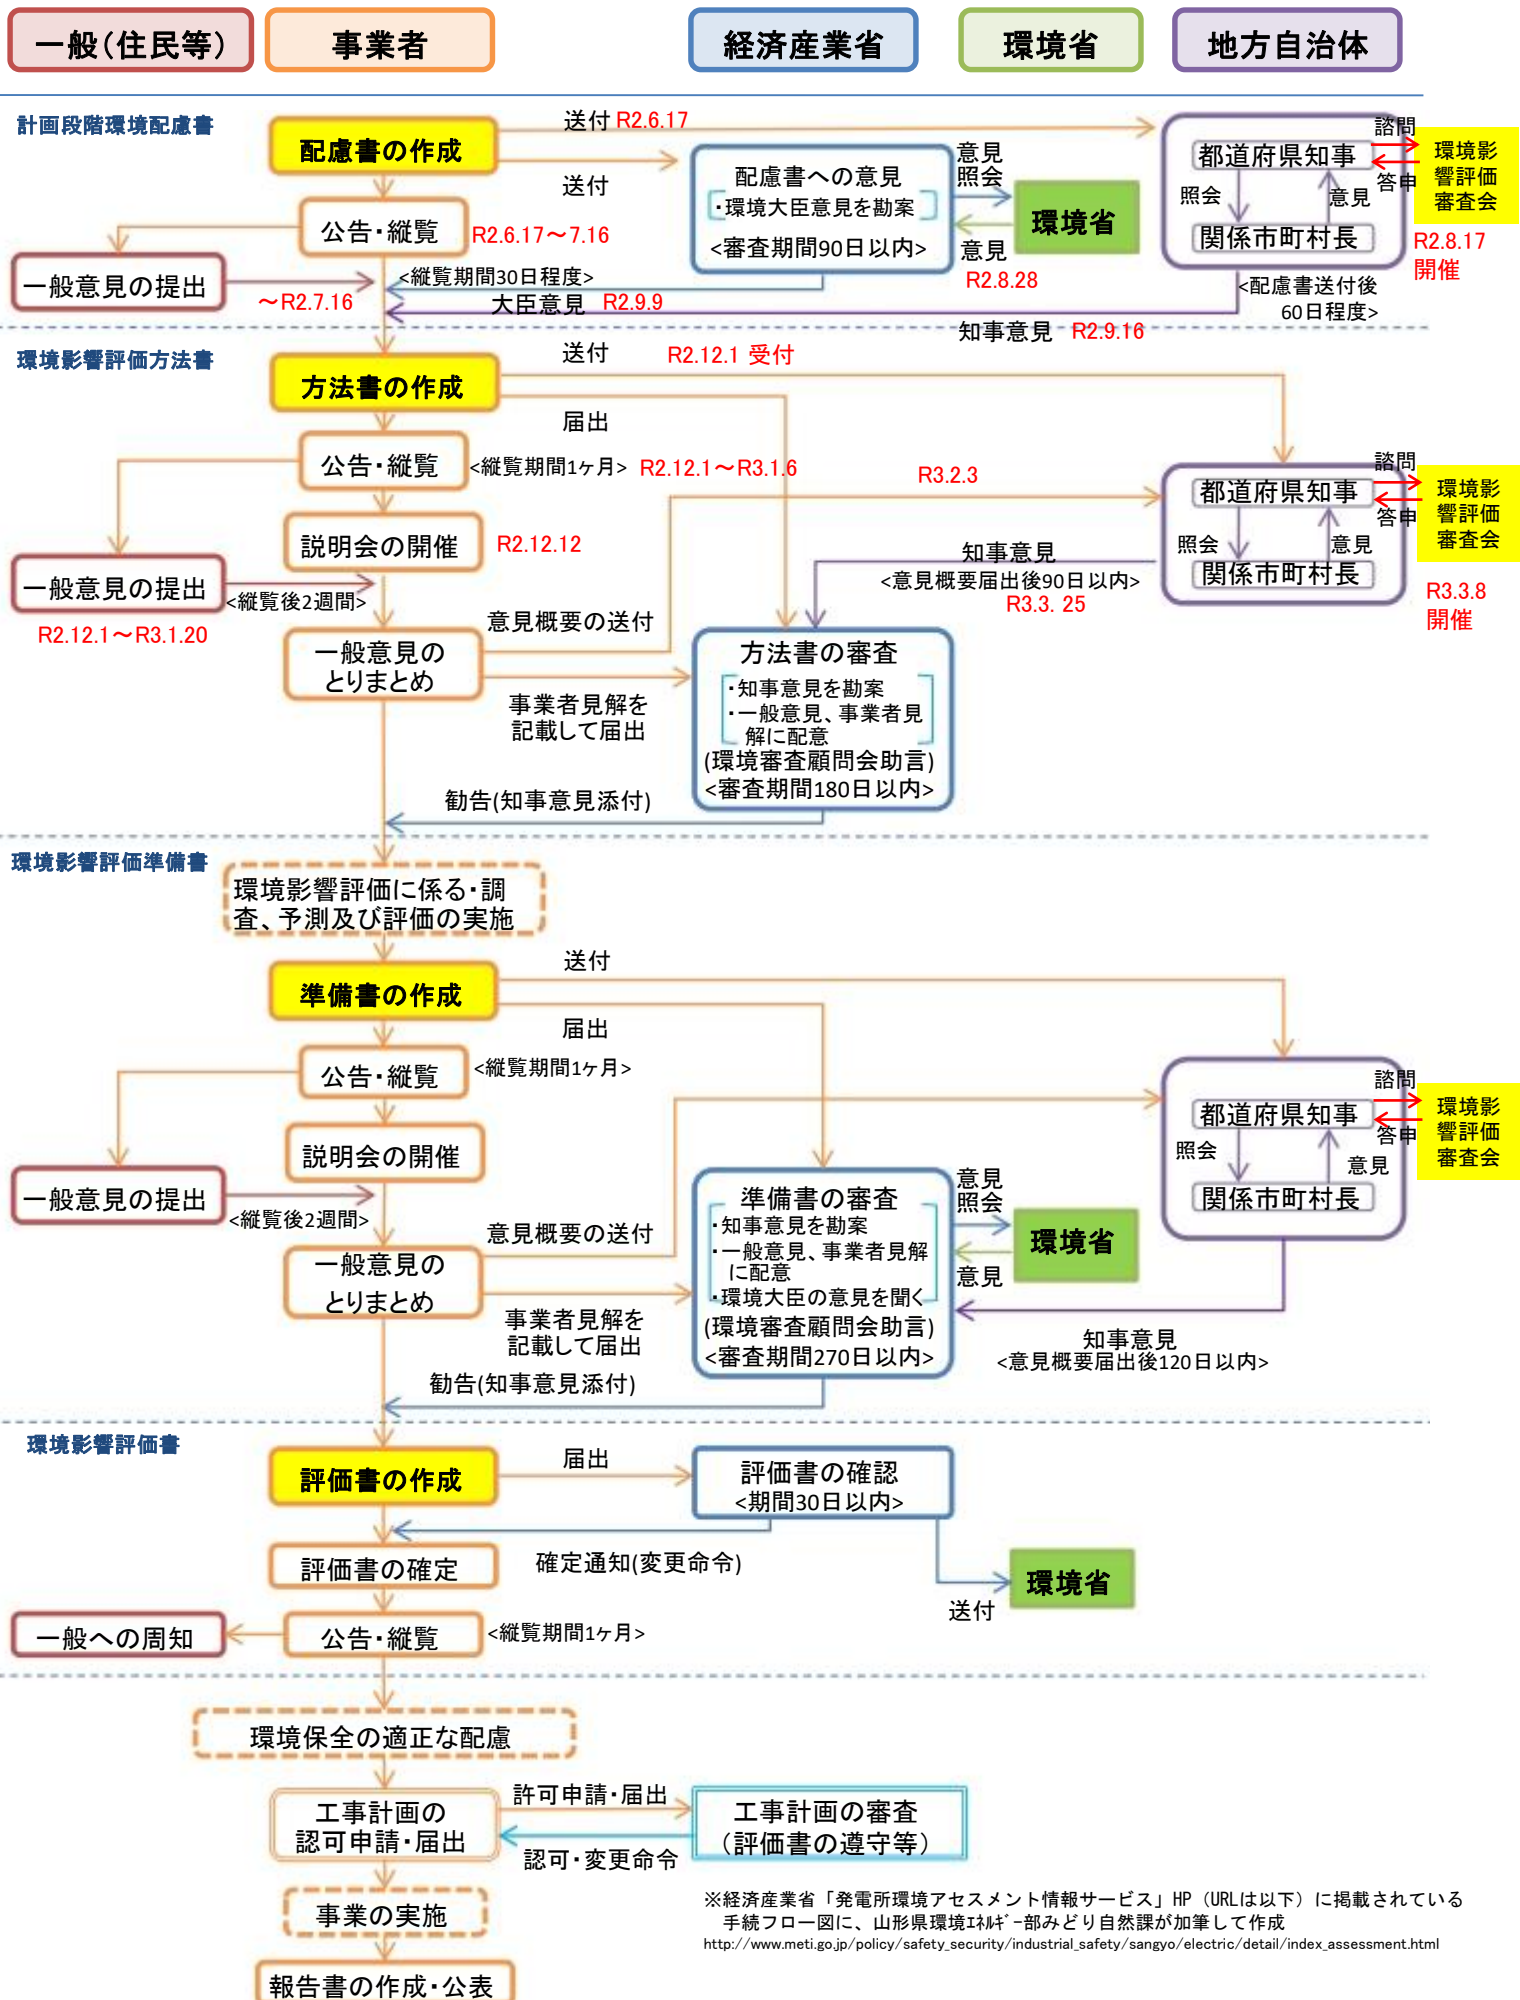 一般(住民等)
事業者
経済産業省
環境省
地方自治体
計画段階環境配慮書
配慮書の作成
送付 R2.6.17
送付
公告・縦覧
R2.6.17～7.16
<縦覧期間30日程度>
一般意見の提出
～R2.7.16
配慮書への意見
・環境大臣意見を勘案
<審査期間90日以内>
意見
照会
環境省
意見
R2.8.28
都道府県知事
照会
意見
関係市町村長
諮問
答申
環境影
響評価
審査会
R2.8.17
開催
<配慮書送付後
60日程度>
大臣意見 R2.9.9
知事意見 R2.9.16
環境影響評価方法書
方法書の作成
送付
R2.12.1 受付
届出
公告・縦覧
<縦覧期間1ヶ月> R2.12.1～R3.1.6
R3.2.3
説明会の開催
R2.12.12
一般意見の提出
<縦覧後2週間>
R2.12.1～R3.1.20
一般意見の
とりまとめ
意見概要の送付
事業者見解を
記載して届出
都道府県知事
照会
意見
関係市町村長
諮問
答申
環境影
響評価
審査会
R3.3.8
開催
知事意見
<意見概要届出後90日以内>
R3.3. 25
方法書の審査
・知事意見を勘案
・一般意見、事業者見
解に配意
(環境審査顧問会助言)
<審査期間180日以内>
勧告(知事意見添付)
環境影響評価準備書
環境影響評価に係る・調
査、予測及び評価の実施
準備書の作成
送付
届出
公告・縦覧
<縦覧期間1ヶ月>
説明会の開催
一般意見の提出
<縦覧後2週間>
一般意見の
とりまとめ
意見概要の送付
事業者見解を
記載して届出
準備書の審査
・知事意見を勘案
・一般意見、事業者見解
に配意
・環境大臣の意見を聞く
(環境審査顧問会助言)
<審査期間270日以内>
意見
照会
環境省
意見
都道府県知事
照会
意見
関係市町村長
諮問
答申
環境影
響評価
審査会
知事意見
<意見概要届出後120日以内>
勧告(知事意見添付)
環境影響評価書
評価書の作成
届出
評価書の確認
<期間30日以内>
確定通知(変更命令)
評価書の確定
環境省
送付
一般への周知
公告・縦覧
<縦覧期間1ヶ月>
環境保全の適正な配慮
工事計画の
認可申請・届出
許可申請・届出
認可・変更命令
工事計画の審査
（評価書の遵守等）
事業の実施
報告書の作成・公表
※経済産業省「発電所環境アセスメント情報サービス」HP（URLは以下）に掲載されている
手続フロー図に、山形県環境ｴﾈﾙｷﾞｰ部みどり自然課が加筆して作成
http://www.meti.go.jp/policy/safety_security/industrial_safety/sangyo/electric/detail/index_assessment.html